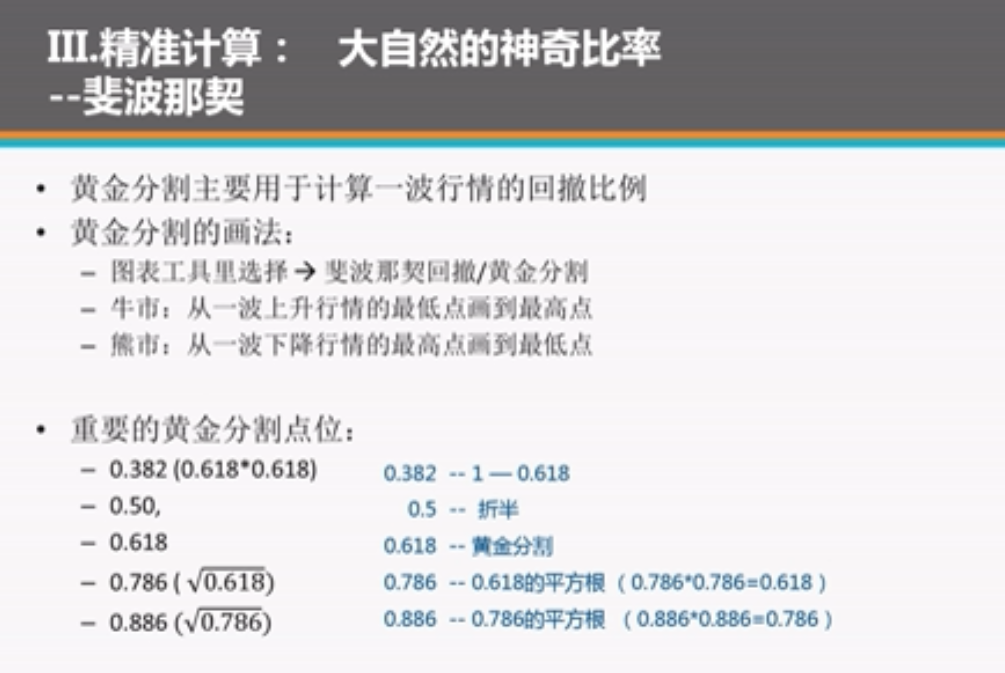 III.精准计算： 大自然的神奇比率
--斐波那契
• 黄金分割主要用于计算一波行情的回撤比例
• 黄金分割的画法：
– 图表工具里选择→斐波那契回撤/黄金分割
– 牛市：从一波上升行情的最低点画到最高点
– 熊市：从一波下降行情的最高点画到最低点
• 重要的黄金分割点位：
– 0.382 (0.618*0.618) 0.382 -- 1 — 0.618
– 0.50, 0.5 -- 折半
– 0.618 0.618 -- 黄金分割
– 0.786 ( √0.618) 0.786 -- 0.618的平方根 （ 0.786*0.786=0.618 ）
– 0.886 (√0.786) 0.886 -- 0.786的平方根 （ 0.886*0.886=0.786 ）